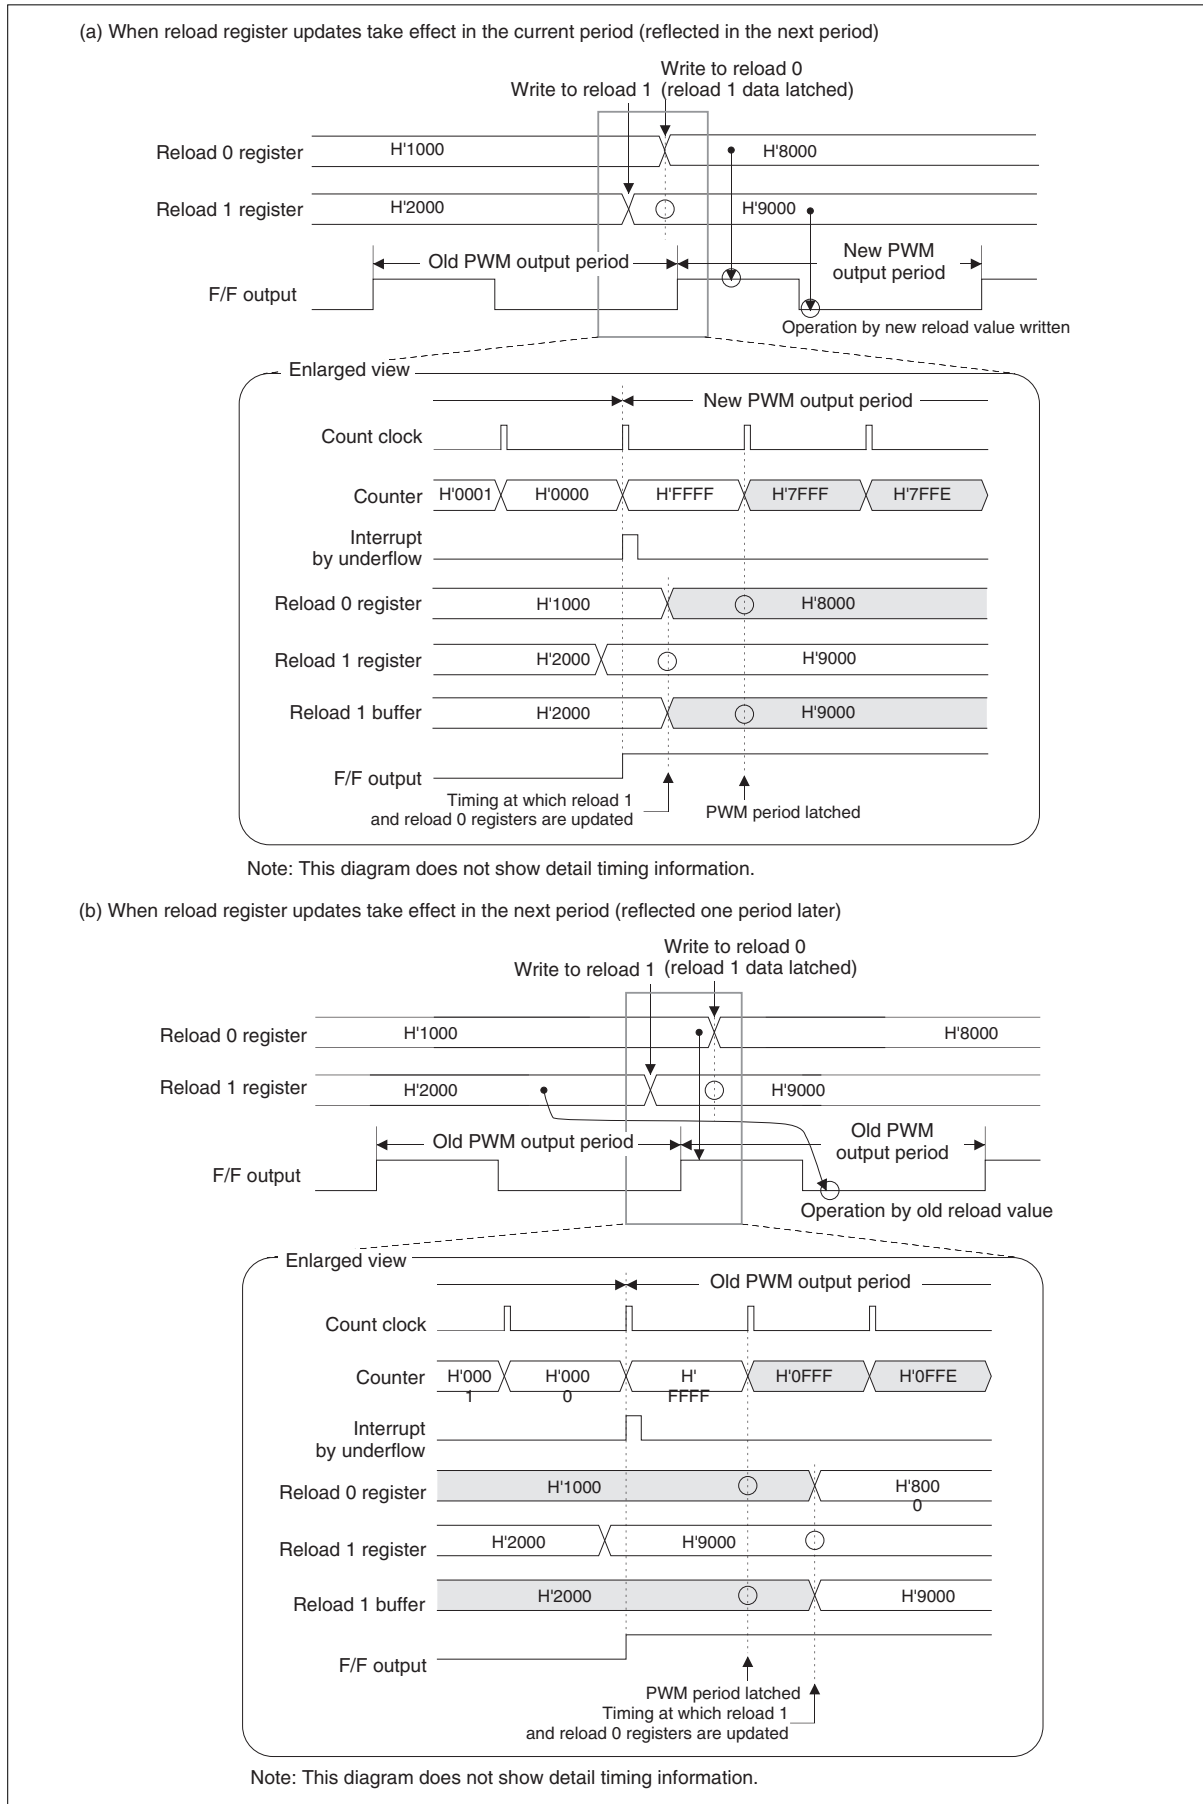 (a) When reload register updates take effect in the current period (reflected in the next period)
Write to reload 0
Write to reload 1 (reload 1 data latched)
Reload 0 register H'1000 H'8000
Reload 1 register H'2000 H'9000
Old PWM output period New PWM
output period
F/F output
Operation by new reload value written
Enlarged view
New PWM output period
Count clock
Counter H'0001 H'0000 H'FFFF H'7FFF H'7FFE
Interrupt
by underflow
Reload 0 register H'1000 H'8000
Reload 1 register H'2000 H'9000
Reload 1 buffer H'2000 H'9000
F/F output
Timing at which reload 1
and reload 0 registers are updated
PWM period latched
Note: This diagram does not show detail timing information.
(b) When reload register updates take effect in the next period (reflected one period later)
Write to reload 0
Write to reload 1 (reload 1 data latched)
Reload 0 register H'1000 H'8000
Reload 1 register H'2000 H'9000
Old PWM output period Old PWM
output period
F/F output
Operation by old reload value
Enlarged view
Old PWM output period
Count clock
Counter H'000 H'000 H' H'0FFF H'0FFE
1 0 FFFF
Interrupt
by underflow
Reload 0 register H'1000 H'800
0
Reload 1 register H'2000 H'9000
Reload 1 buffer H'2000 H'9000
F/F output
PWM period latched
Timing at which reload 1
and reload 0 registers are updated
Note: This diagram does not show detail timing information.